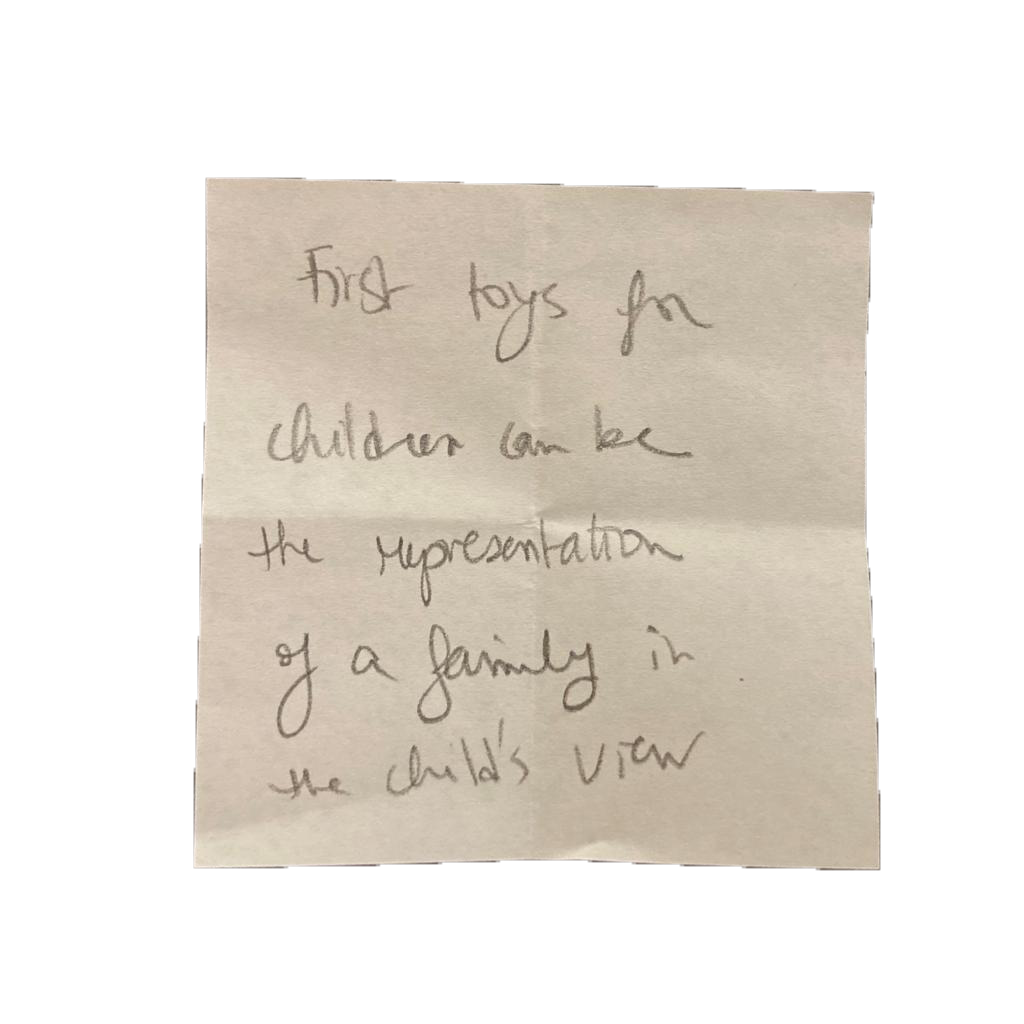 First toys for
children can be
the representation
of a family in
the child's view